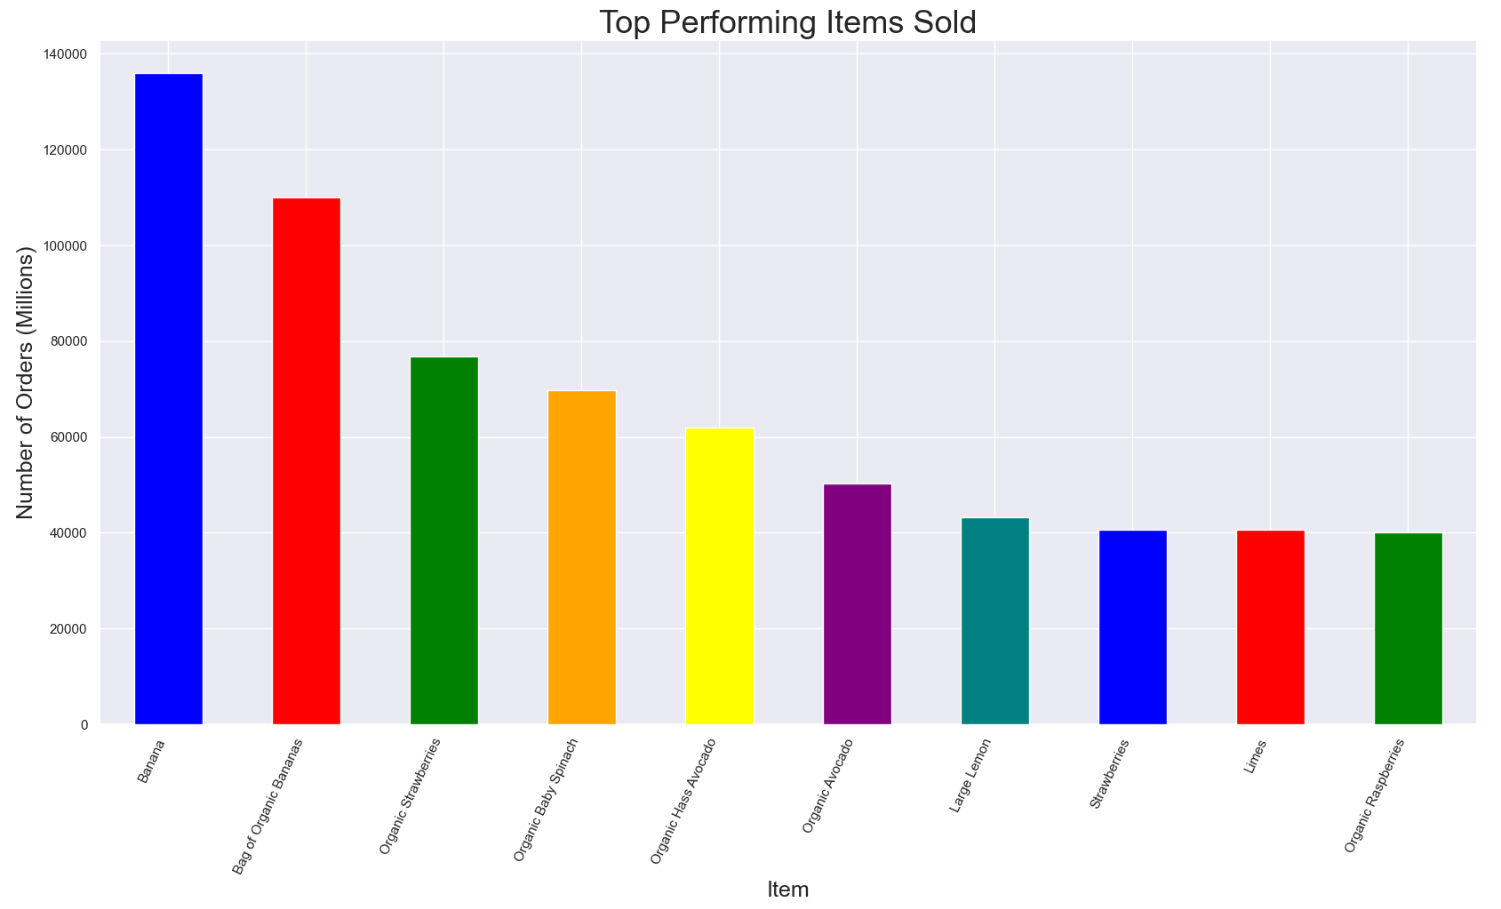 Top Performing Items Sold
Number of Orders (Millions)
140000
120000
100000
80000
60000
40000
20000
0
Banana
Bag of Organic Bananas
Organic Strawberries
Organic Baby Spinach
Organic Hass Avocado
Organic Avocado
Large Lemon
Strawberries
Limes
Organic Raspberries
Item